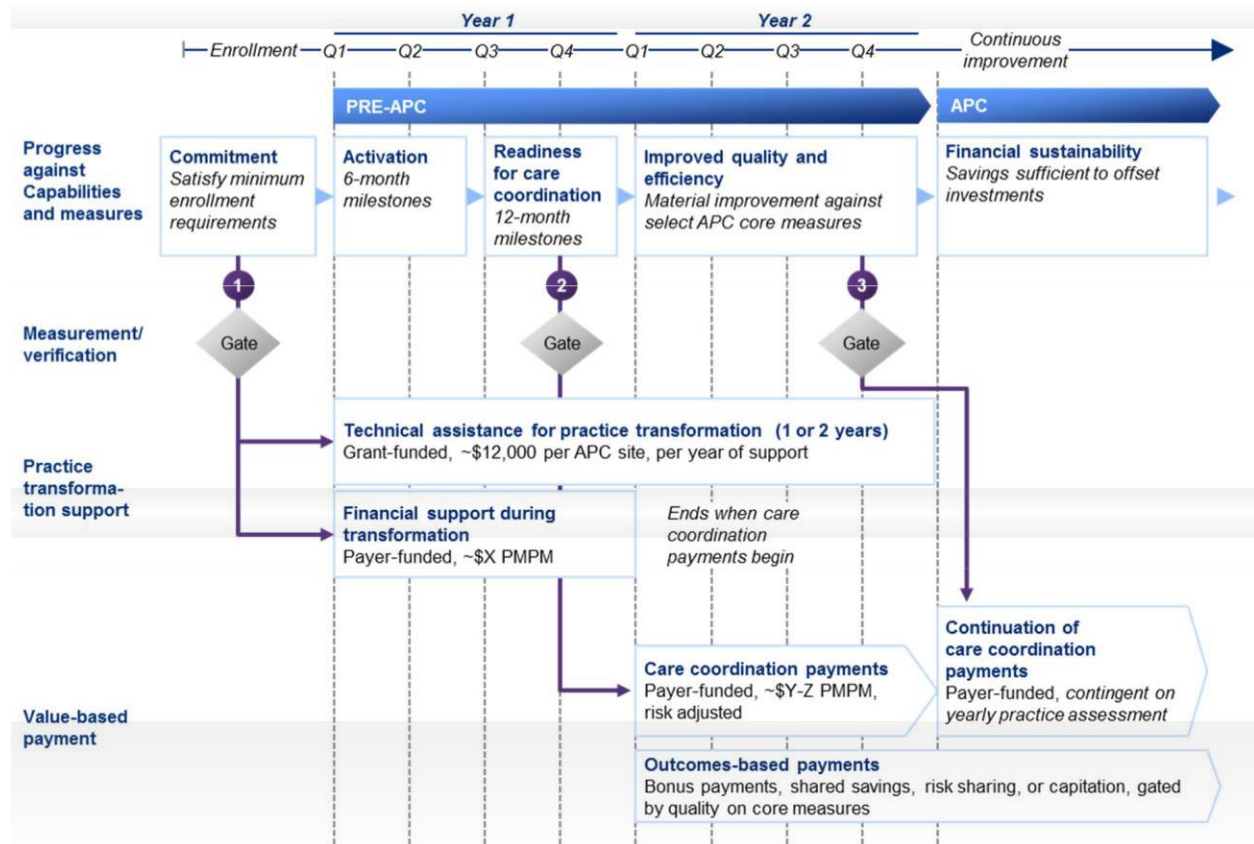 Year 1
Year 2
Enrollment
Q1
Q2
Q3
Q4
Q1
Q2
Q3
Q4
Continuous
improvement
PRE-APC
APC
Progress
against
Capabilities
and measures
Commitment
Satisfy minimum
enrollment
requirements
Activation
6-month
milestones
Readiness
for care
coordination
12-month
milestones
Improved quality and
efficiency
Material improvement against
select APC core measures
Financial sustainability
Savings sufficient to offset
investments
1
2
3
Measurement/
verification
Gate
Gate
Gate
Practice
transforma-
tion support
Technical assistance for practice transformation (1 or 2 years)
Grant-funded, ~$12,000 per APC site, per year of support
Financial support during
transformation
Payer-funded, ~$X PMPM
Ends when care
coordination
payments begin
Value-based
payment
Care coordination payments
Payer-funded, ~$Y-Z PMPM,
risk adjusted
Continuation of
care coordination
payments
Payer-funded, contingent on
yearly practice assessment
Outcomes-based payments
Bonus payments, shared savings, risk sharing, or capitation, gated
by quality on core measures